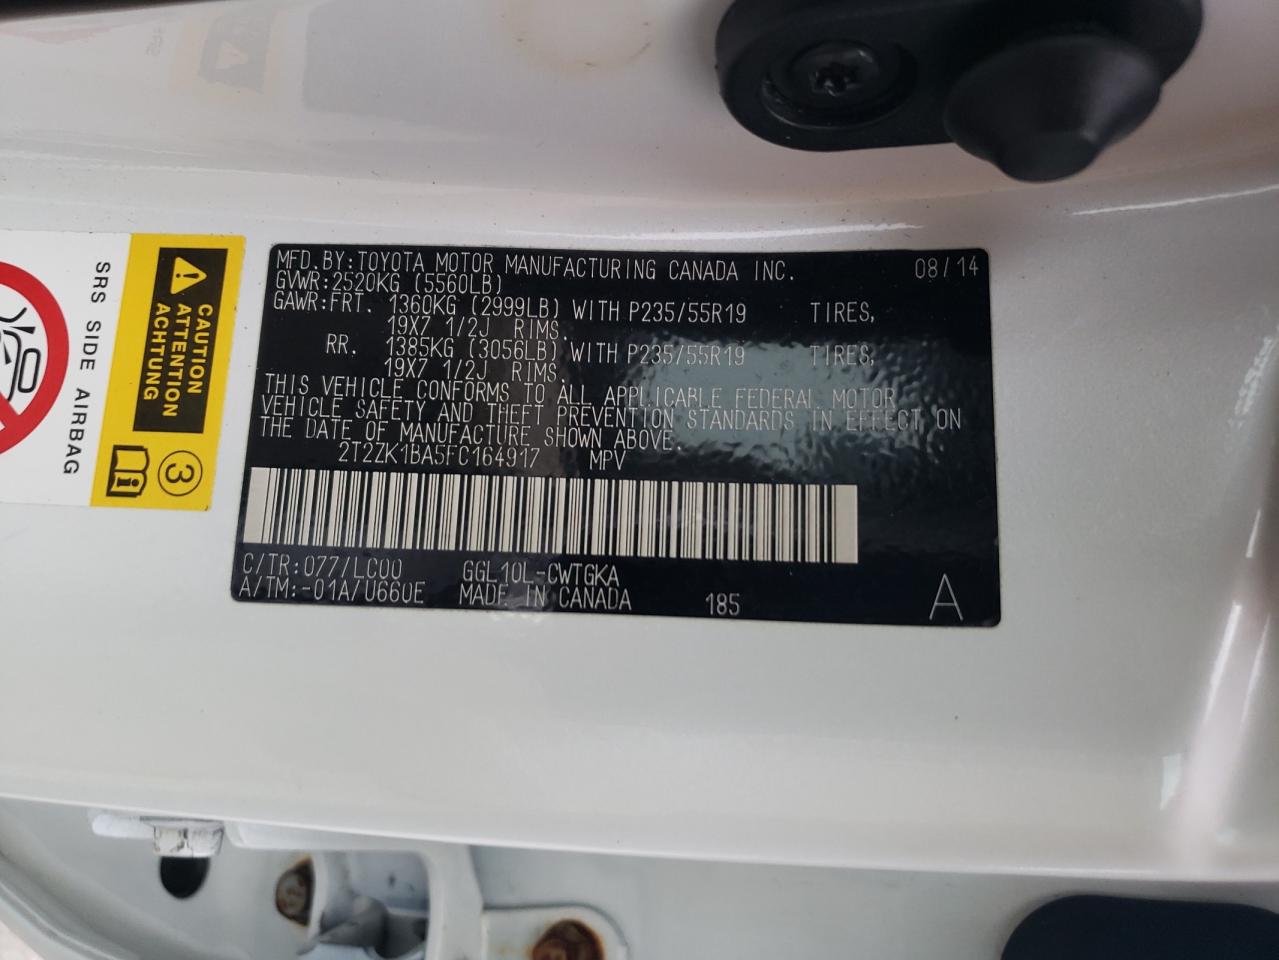 MFD.BY:TOYOTA MOTOR MANUFACTURING CANADA INC. 08/14
GVWR:2520KG (5560LB)
GAWR:FRT. 1360KG (2999LB) WITH P235/55R19 TIRES,
19X7 1/2J RIMS.
RR. 1385KG (3056LB) WITH P235/55R19 TIRES,
19X7 1/2J RIMS.
THIS VEHICLE CONFORMS TO ALL APPLICABLE FEDERAL MOTOR
VEHICLE SAFETY AND THEFT PREVENTION STANDARDS IN EFFECT ON
THE DATE OF MANUFACTURE SHOWN ABOVE.
2T2ZK1BA5FC164917 MPV
C/TR:077/LC00 GGL10L-CWTGKA
A/TM:-01A/U660E MADE IN CANADA 185 A
CAUTION
ATTENTION
ACHTUNG
3
i
SRS SIDE AIRBAG